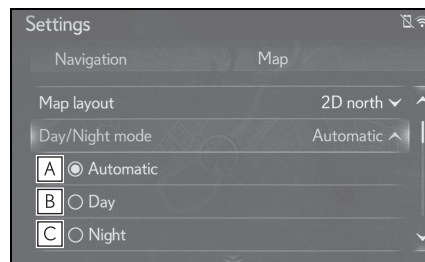 Settings
Navigation Map
Map layout 2D north
Day/Night mode Automatic
A Automatic
B Day
C Night